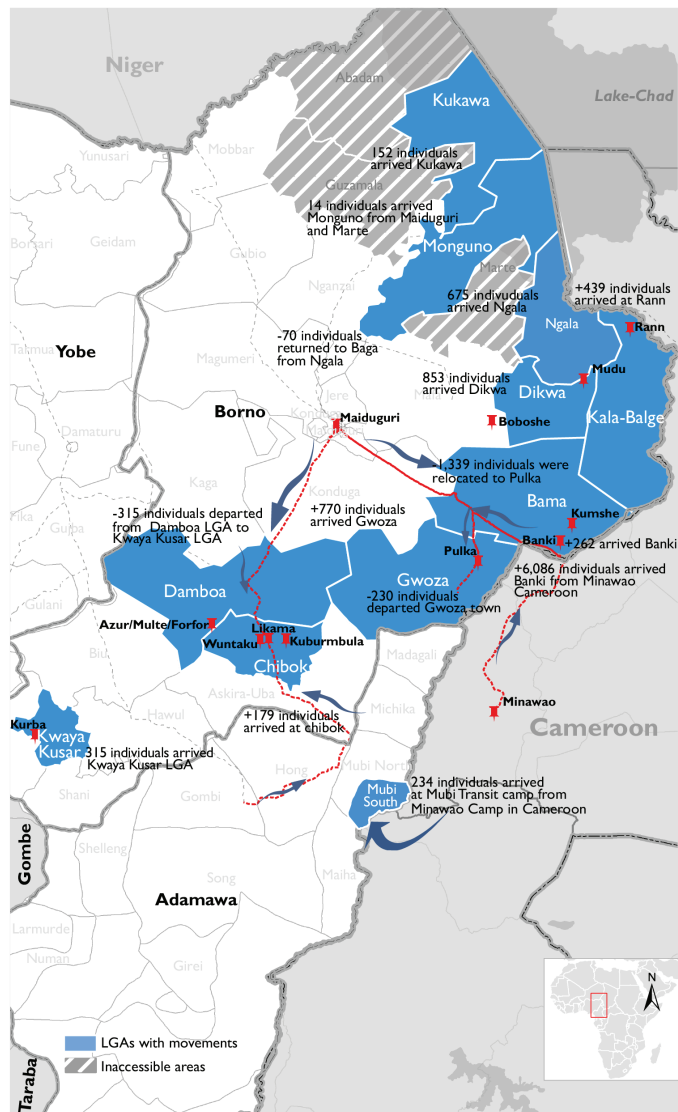 Niger
Abadam
Kukawa
Lake-Chad
Mobbar
Yunusari
152 individuals
arrived Kukawa
Guzamala
14 individuals arrived
Monguno from Maiduguri
and Marte
Geidam
Borsari
Gubio
Monguno
Marte
Nganzai
675 indivuduals
arrived Ngala
+439 individuals
arrived at Rann
Ngala
Rann
-70 individuals
returned to Baga
from Ngala
Yobe
Tarmua
Magumeri
853 individuals
arrived Dikwa
Mudu
Dikwa
Jere
Borno
Maiduguri
Boboshe
Kala-Balge
Damaturu
Fune
-1,339 individuals were
relocated to Pulka
Kaga
Konduga
Bama
+770 individuals
arrived Gwoza
-315 individuals departed
from Damboa LGA to
Kwaya Kusar LGA
Fika
Gujba
Kumshe
Banki
+262 arrived Banki
Pulka
+6,086 individuals arrived
Banki from Minawao
Cameroon
Gwoza
-230 individuals
departed Gwoza town
Damboa
Gulani
Azur/Multe/Forfor
Likama
Wuntaku
Kuburmbula
Chibok
Biu
Madagali
Askira-Uba
Michika
Minawao
Hawul
+179 individuals
arrived at chibok
Cameroon
Kurba
Kwaya
Kusar
315 individuals arrived
Kwaya Kusar LGA
Hong
Mubi North
Shani
Gombi
Mubi
South
234 individuals arrived
at Mubi Transit camp from
Minawao Camp in Cameroon
Gombe
Shelleng
Song
Maiha
Adamawa
Larmurde
Numan
Girei
N
LGAs with movements
Inaccessible areas
Taraba